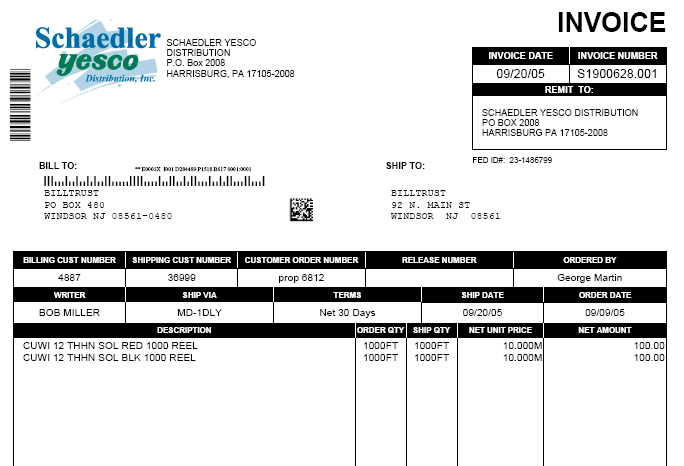 INVOICE
Schaedler
yesco
Distribution, Inc.
SCHAEDLER YESCO
DISTRIBUTION
P.O. Box 2008
HARRISBURG, PA 17105-2008
INVOICE DATE INVOICE NUMBER
09/20/05 S1900628.001
REMIT TO:
SCHAEDLER YESCO DISTRIBUTION
PO BOX 2008
HARRISBURG PA 17105-2008
FED ID#: 23-1486799
BILL TO:
SHIP TO:
BILLTRUST
PO BOX 480
WINDSOR NJ 08561-0480
BILLTRUST
92 N. MAIN ST
WINDSOR NJ 08561
BILLING CUST NUMBER SHIPPING CUST NUMBER CUSTOMER ORDER NUMBER RELEASE NUMBER ORDERED BY
4887 36999 prop 6812 George Martin
WRITER SHIP VIA TERMS SHIP DATE ORDER DATE
BOB MILLER MD-1DLY Net 30 Days 09/20/05 09/09/05
DESCRIPTION ORDER QTY SHIP QTY NET UNIT PRICE NET AMOUNT
CUWI 12 THHN SOL RED 1000 REEL 1000FT 1000FT 10.000M 100.00
CUWI 12 THHN SOL BLK 1000 REEL 1000FT 1000FT 10.000M 100.00